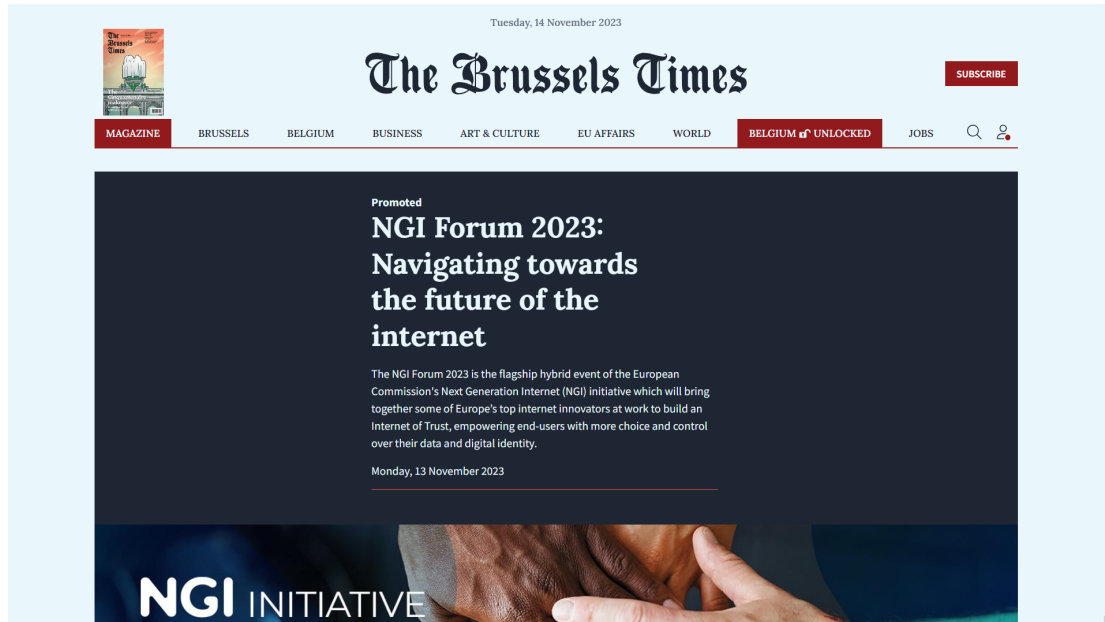 Tuesday, 14 November 2023
The Brussels Times
The
Brussels
Times
SUBSCRIBE
MAGAZINE
BRUSSELS
BELGIUM
BUSINESS
ART & CULTURE
EU AFFAIRS
WORLD
BELGIUM UNLOCKED
JOBS
Promoted
NGI Forum 2023:
Navigating towards
the future of the
internet
The NGI Forum 2023 is the flagship hybrid event of the European
Commission's Next Generation Internet (NGI) initiative which will bring
together some of Europe's top internet innovators at work to build an
Internet of Trust, empowering end-users with more choice and control
over their data and digital identity.
Monday, 13 November 2023
NGI INITIATIVE